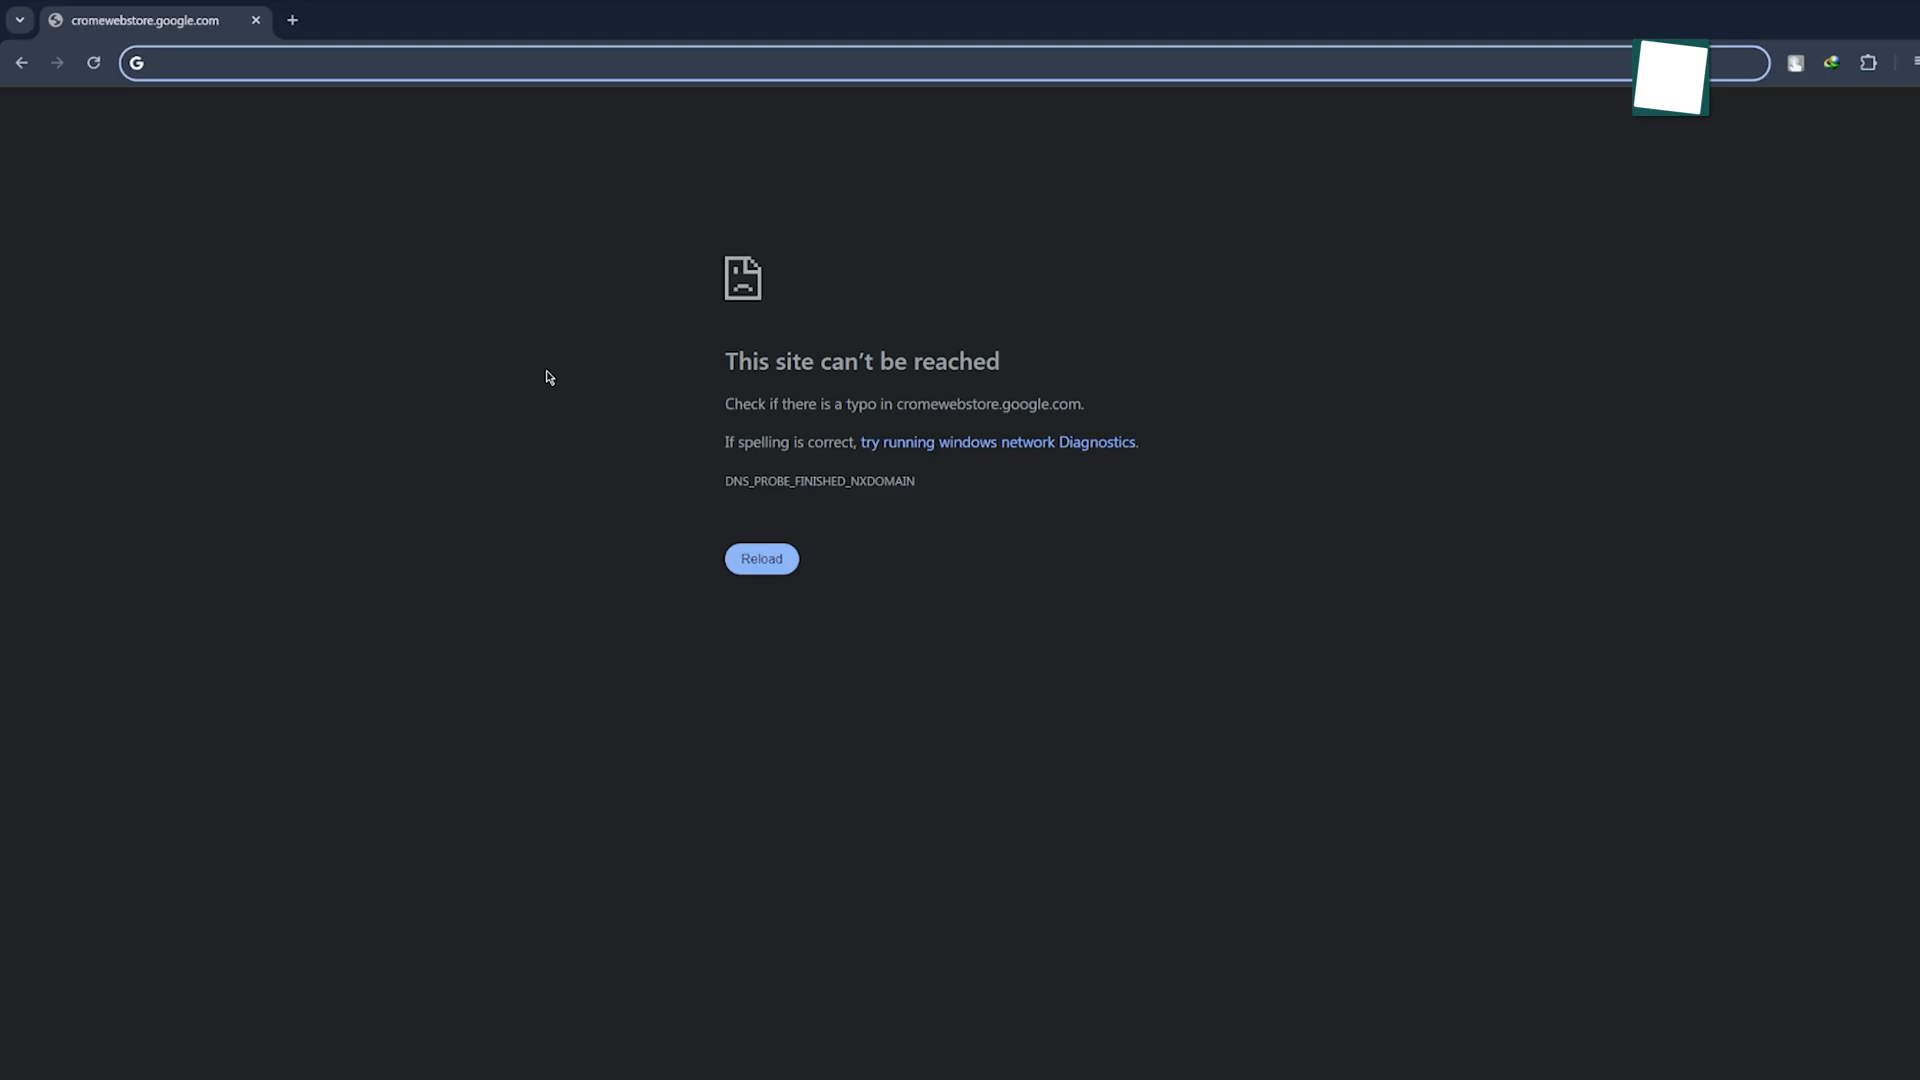 cromewebstore.google.com
This site can't be reached
Check if there is a typo in cromewebstore.google.com.
If spelling is correct, try running windows network Diagnostics.
DNS_PROBE_FINISHED_NXDOMAIN
Reload